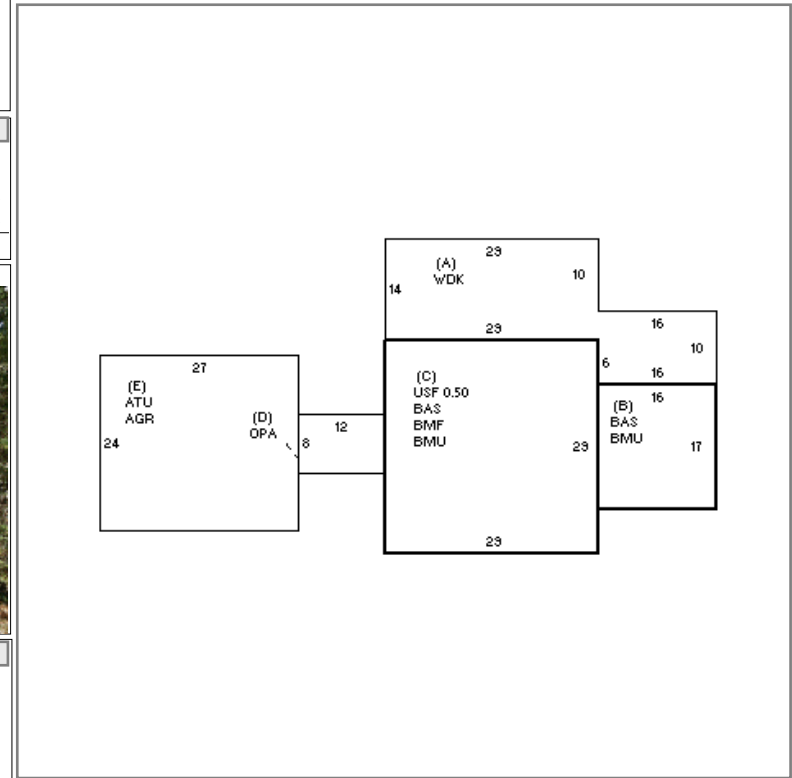 29
(A)
WDK
10
14
29
16
10
6
16
27
(E)
ATU
AGR
24
(D)
OPA
8
12
(C)
USF 0.50
BAS
BMF
BMU
29
29
16
(B)
BAS
BMU
17